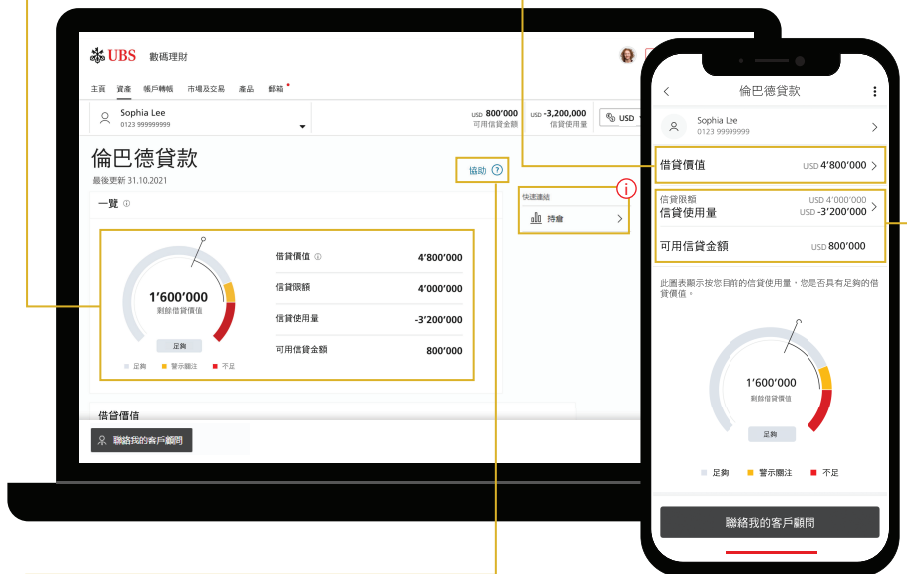 UBS 數碼理財
主頁 資產 帳戶轉帳 市場及交易 產品 郵箱
Sophia Lee
0123 999999999
USD 800'000
可用信貸金額
USD -3,200,000
信貸使用量
USD
倫巴德貸款
最後更新 31.10.2021
協助 ?
一覽
快速連結
i
持倉
1'600'000
剩餘借貸價值
足夠
足夠 警示關注 不足
借貸價值 4'800'000
信貸限額 4'000'000
信貸使用量 -3'200'000
可用信貸金額 800'000
借貸價值
聯絡我的客戶顧問
倫巴德貸款
Sophia Lee
0123 99999999
借貸價值 USD 4'800'000
信貸限額 USD 4'000'000
信貸使用量 USD -3'200'000
可用信貸金額 USD 800'000
此圖表顯示按您目前的信貸使用量，您是否具有足夠的借
貸價值。
1'600'000
剩餘借貸價值
足夠
足夠 警示關注 不足
聯絡我的客戶顧問